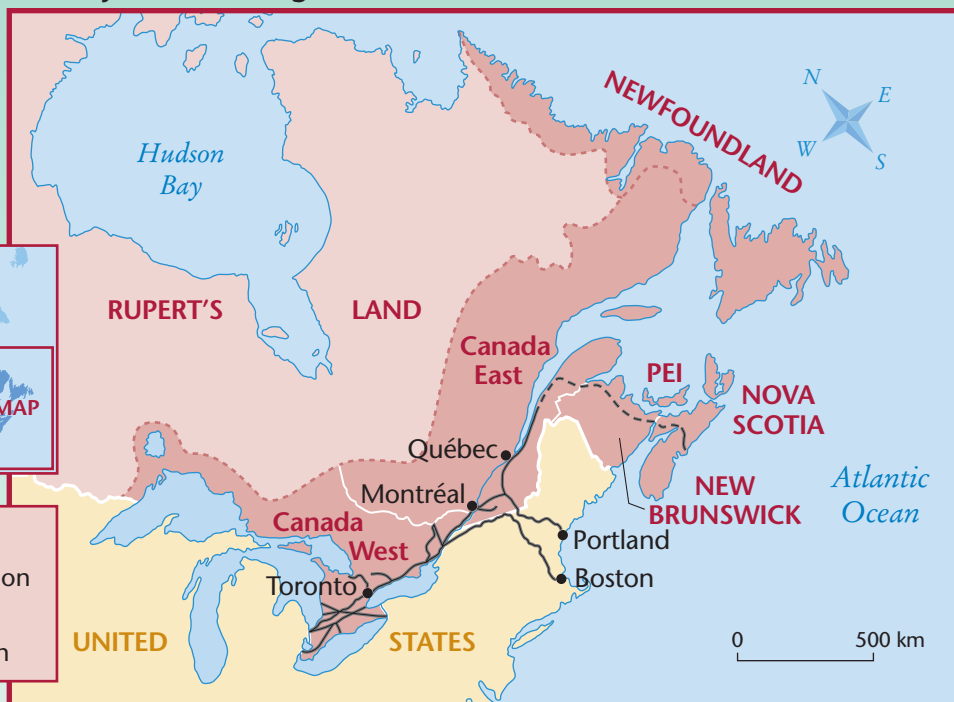 N
E
W
S
NEWFOUNDLAND
Hudson
Bay
RUPERT'S LAND
Canada
East
PEI
NOVA
SCOTIA
MAP
Québec
Montréal
NEW
BRUNSWICK
Atlantic
Ocean
Canada
West
Portland
Toronto
Boston
on
n
UNITED STATES
0 500 km